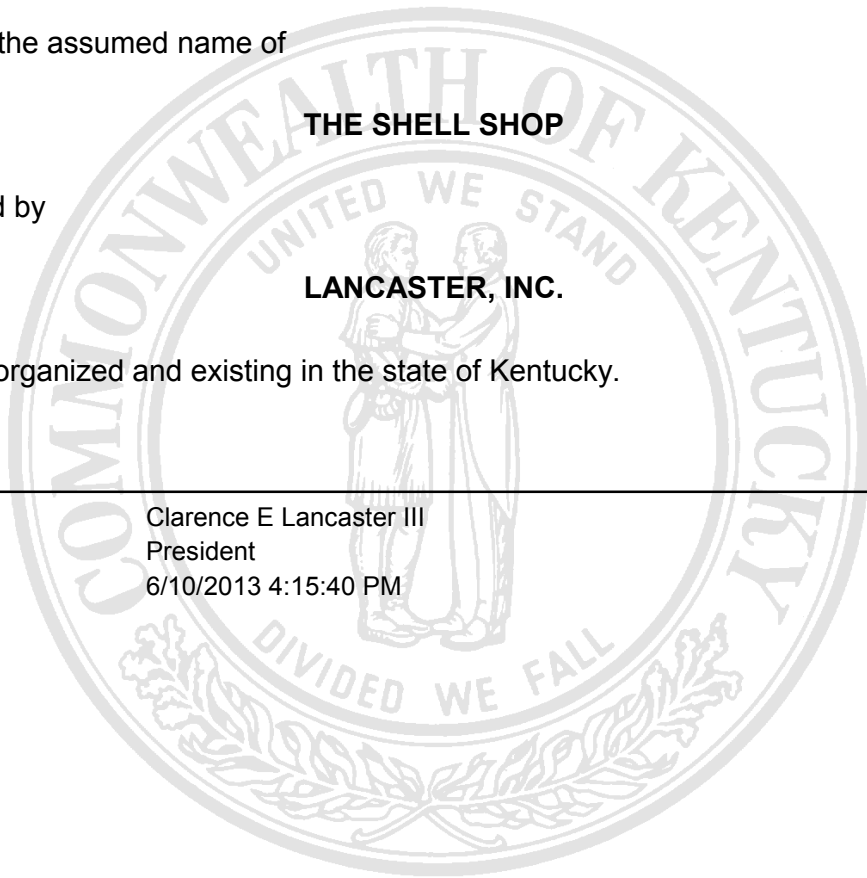 the assumed name of
THE SHELL SHOP
d by
LANCASTER, INC.
organized and existing in the state of Kentucky.
Clarence E Lancaster III
President
6/10/2013 4:15:40 PM
COMMONWEALTH OF KENTUCKY
UNITED WE STAND
DIVIDED WE FALL